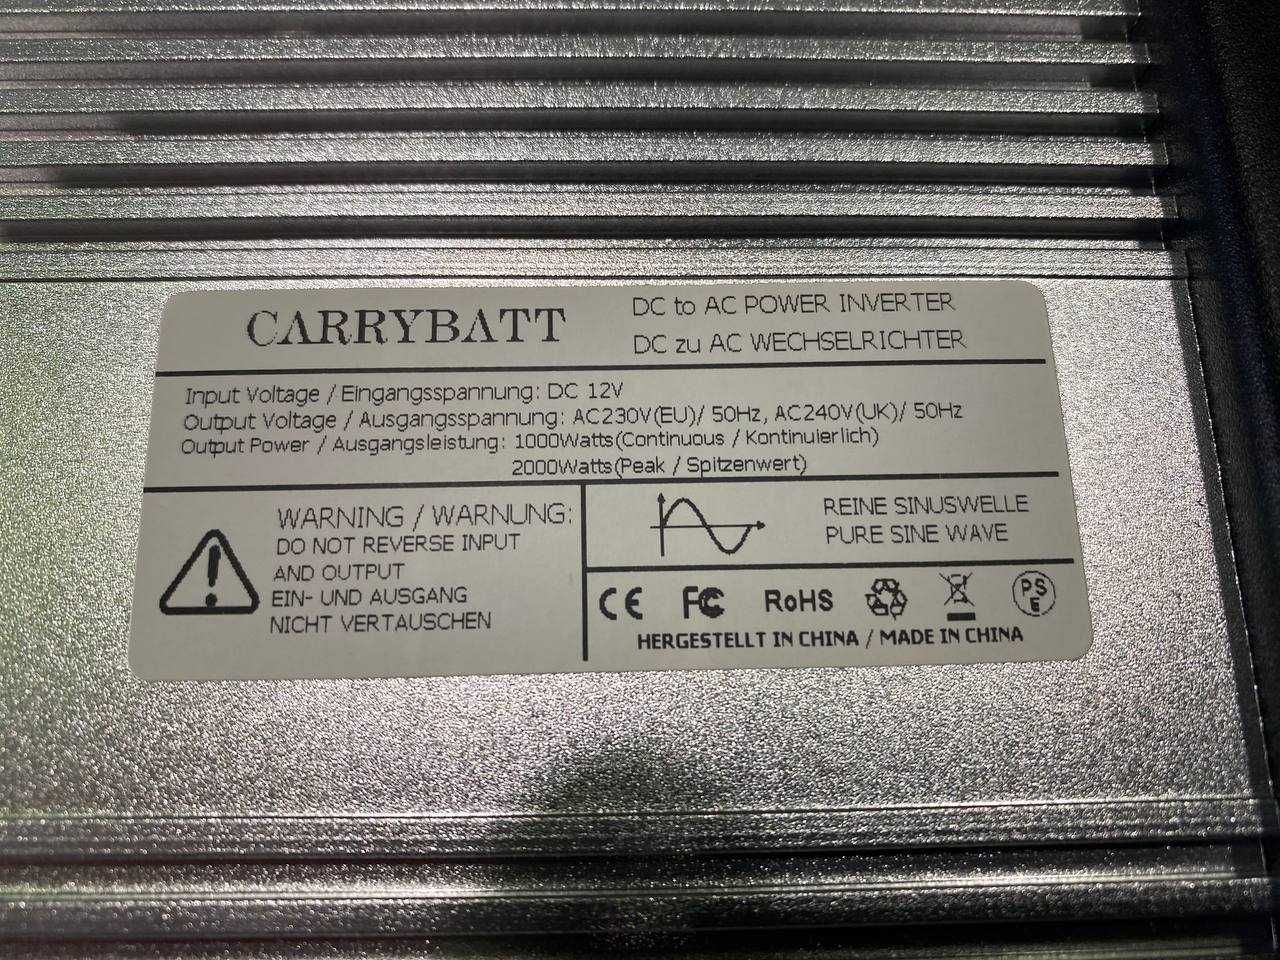 CARRYBATT
DC to AC POWER INVERTER
DC zu AC WECHSELRICHTER
Input Voltage / Eingangsspannung: DC 12V
Output Voltage / Ausgangsspannung: AC230V(EU)/ 50Hz, AC240V(UK)/ 50Hz
Output Power / Ausgangsleistung: 1000Watts(Continuous / Kontinuierlich)
2000Watts(Peak / Spitzenwert)
WARNING / WARNUNG:
DO NOT REVERSE INPUT
AND OUTPUT
EIN- UND AUSGANG
NICHT VERTAUSCHEN
REINE SINUSWELLE
PURE SINE WAVE
CE FC RoHS PS E
HERGESTELLT IN CHINA / MADE IN CHINA